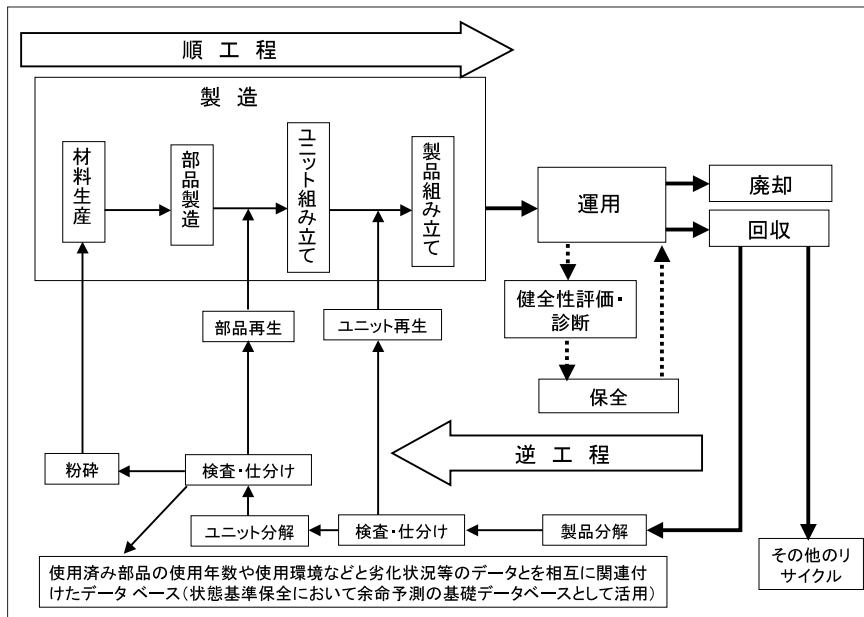 順工程
製造
材料生産
部品製造
ユニット組み立て
製品組み立て
運用
廃却
回収
健全性評価・
診断
保全
部品再生
ユニット再生
逆工程
粉砕
検査・仕分け
ユニット分解
検査・仕分け
製品分解
その他のリ
サイクル
使用済み部品の使用年数や使用環境などと劣化状況等のデータとを相互に関連付
けたデータ ベース(状態基準保全において余命予測の基礎データベースとして活用)